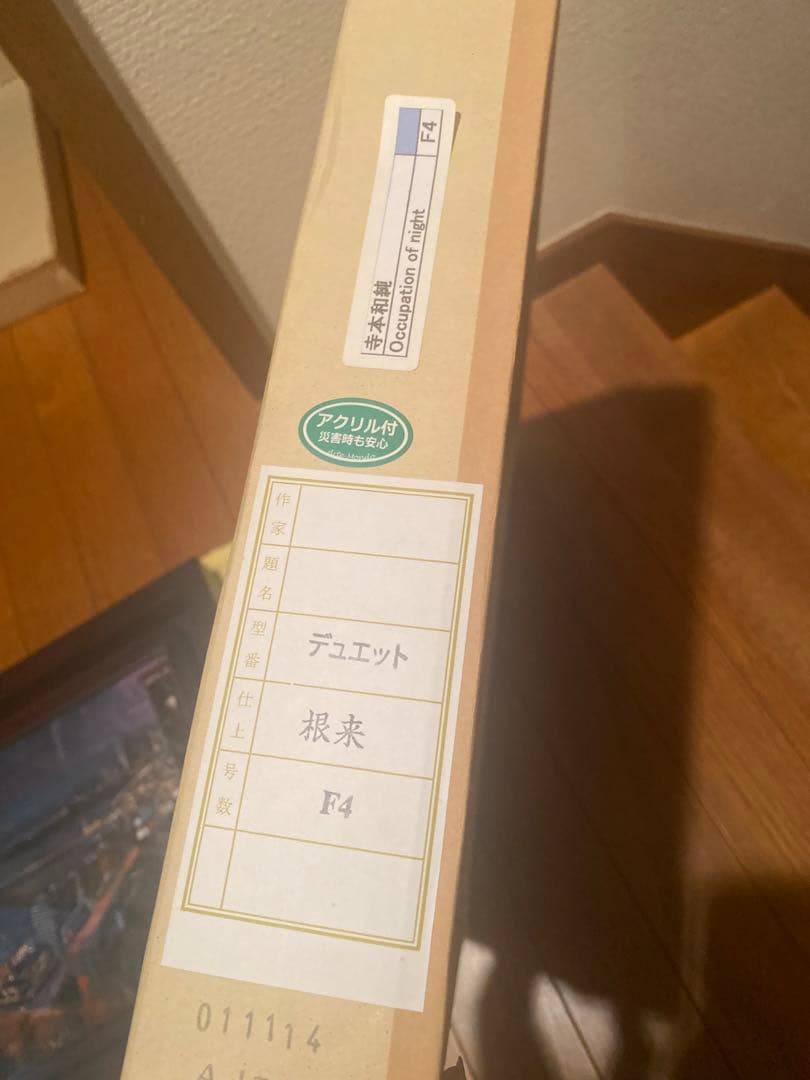 寺本和純
Occupation of night
F4
アクリル付
災害時も安心
作家
題名
型番 デュエット
仕上 根来
号数 F4
011114